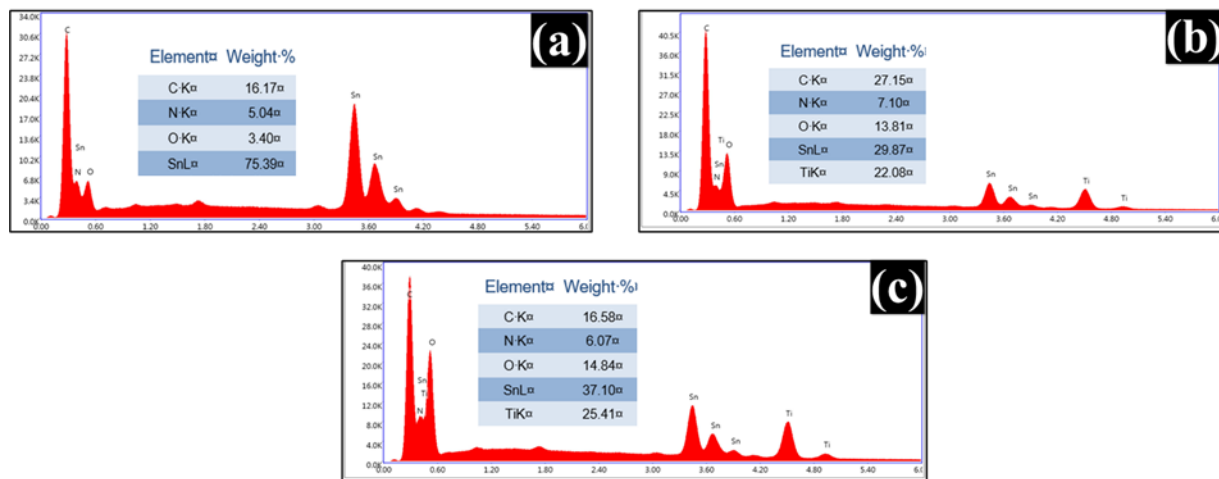 (a)
34.0K
30.6K
27.2K
23.8K
20.4K
17.0K
13.6K
10.2K
6.8K
3.4K
0.0K
C
Sn
N
O
Sn
Sn
Sn
Element¤ Weight·%
C·K¤ 16.17¤
N·K¤ 5.04¤
O·K¤ 3.40¤
SnL¤ 75.39¤
0.00 0.60 1.20 1.80 2.40 3.00 3.60 4.20 4.80 5.40 6.0
(b)
40.5K
36.0K
31.5K
27.0K
22.5K
18.0K
13.5K
9.0K
4.5K
0.0K
C
Ti
O
Sn
N
Sn
Sn
Sn
Ti
Ti
Element¤ Weight·%
C·K¤ 27.15¤
N·K¤ 7.10¤
O·K¤ 13.81¤
SnL¤ 29.87¤
TiK¤ 22.08¤
0.00 0.60 1.20 1.80 2.40 3.00 3.60 4.20 4.80 5.40 6.0
(c)
40.0K
36.0K
32.0K
28.0K
24.0K
20.0K
16.0K
12.0K
8.0K
4.0K
0.0K
C
O
Sn
Ti
N
Sn
Sn
Sn
Ti
Ti
Element¤ Weight·%
C·K¤ 16.58¤
N·K¤ 6.07¤
O·K¤ 14.84¤
SnL¤ 37.10¤
TiK¤ 25.41¤
0.00 0.60 1.20 1.80 2.40 3.00 3.60 4.20 4.80 5.40 6.0